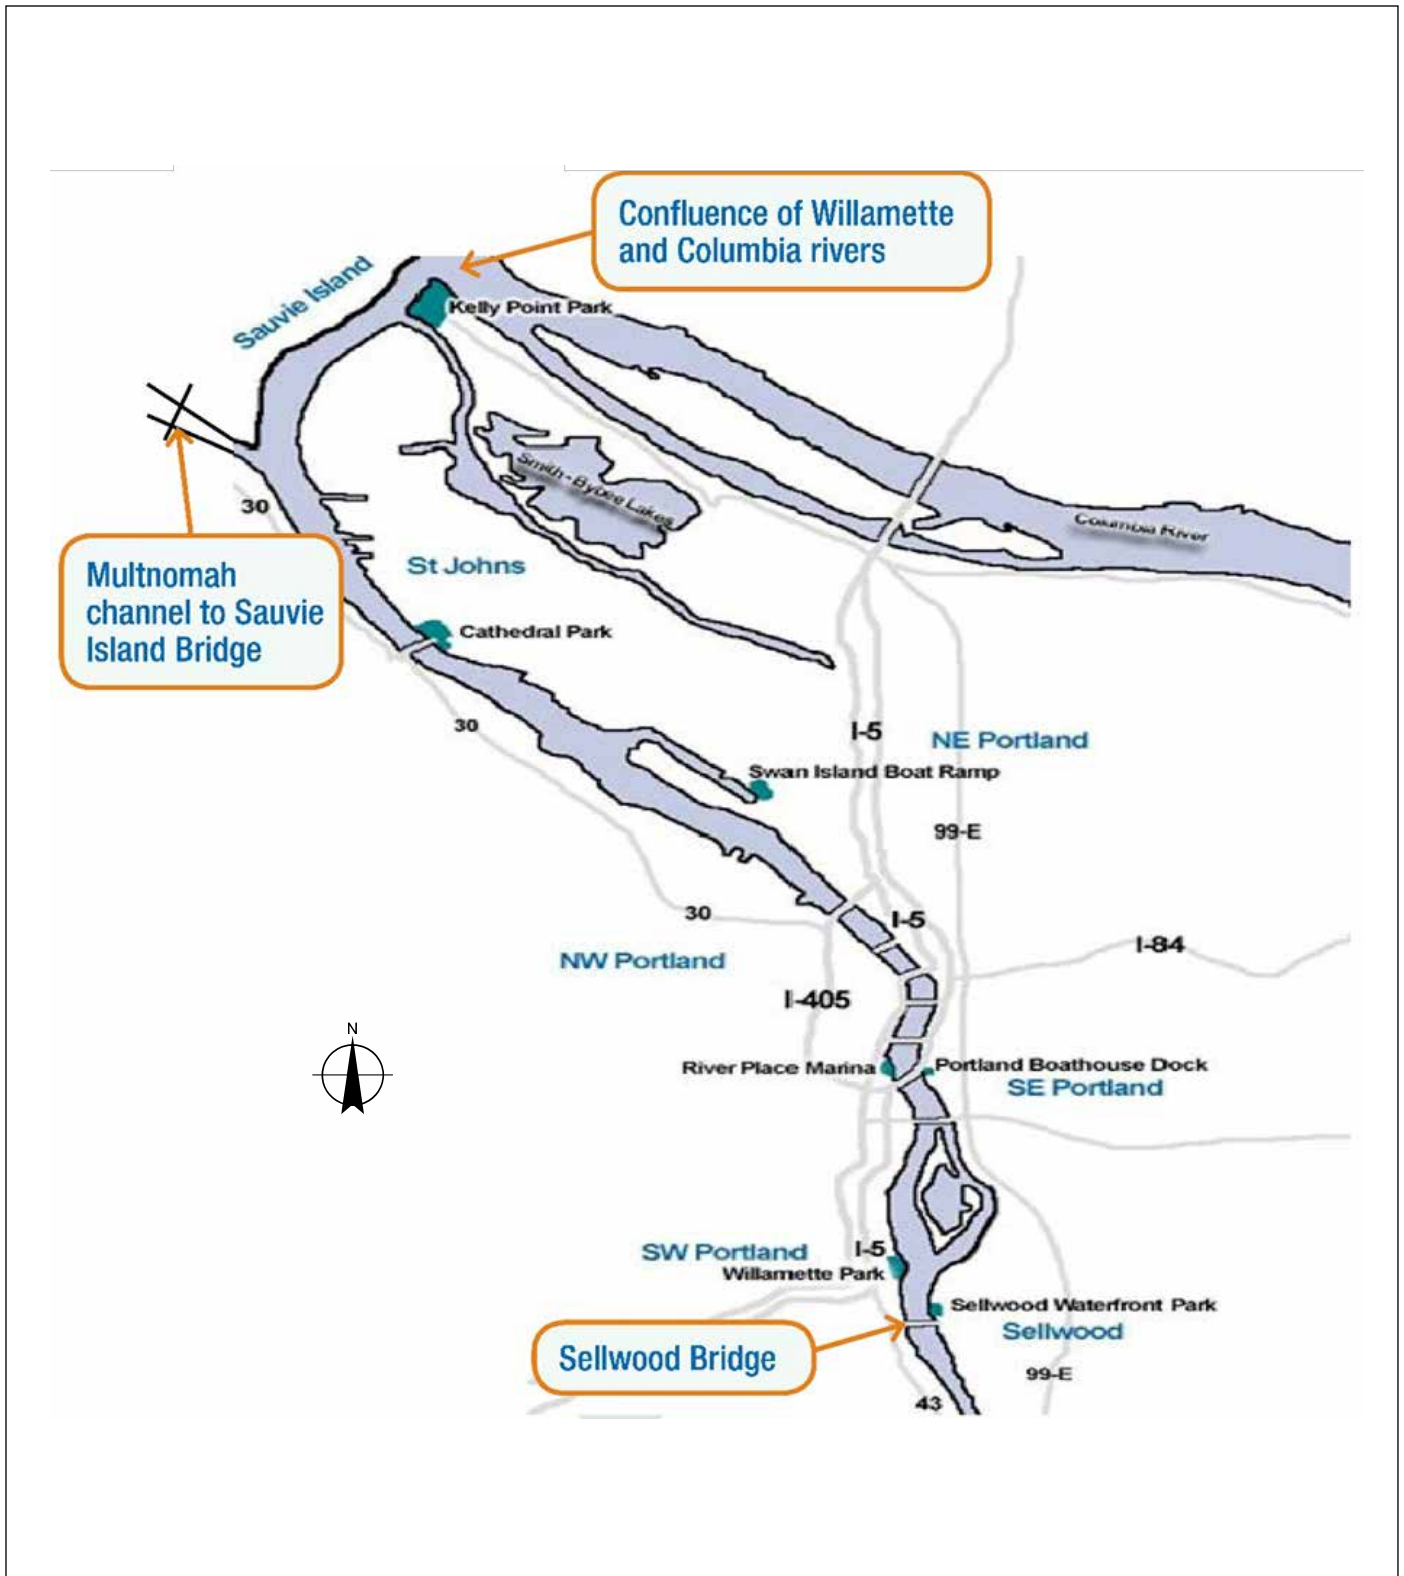 Confluence of Willamette
and Columbia rivers
Sauvie Island
Kelly Point Park
Smith-Bybee Lakes
30
Columbia River
St Johns
Multnomah
channel to Sauvie
Island Bridge
Cathedral Park
30
I-5
NE Portland
Swan Island Boat Ramp
99-E
30
I-5
I-84
NW Portland
I-405
N
River Place Marina
Portland Boathouse Dock
SE Portland
SW Portland
I-5
Willamette Park
Sellwood Waterfront Park
Sellwood
Sellwood Bridge
99-E
43